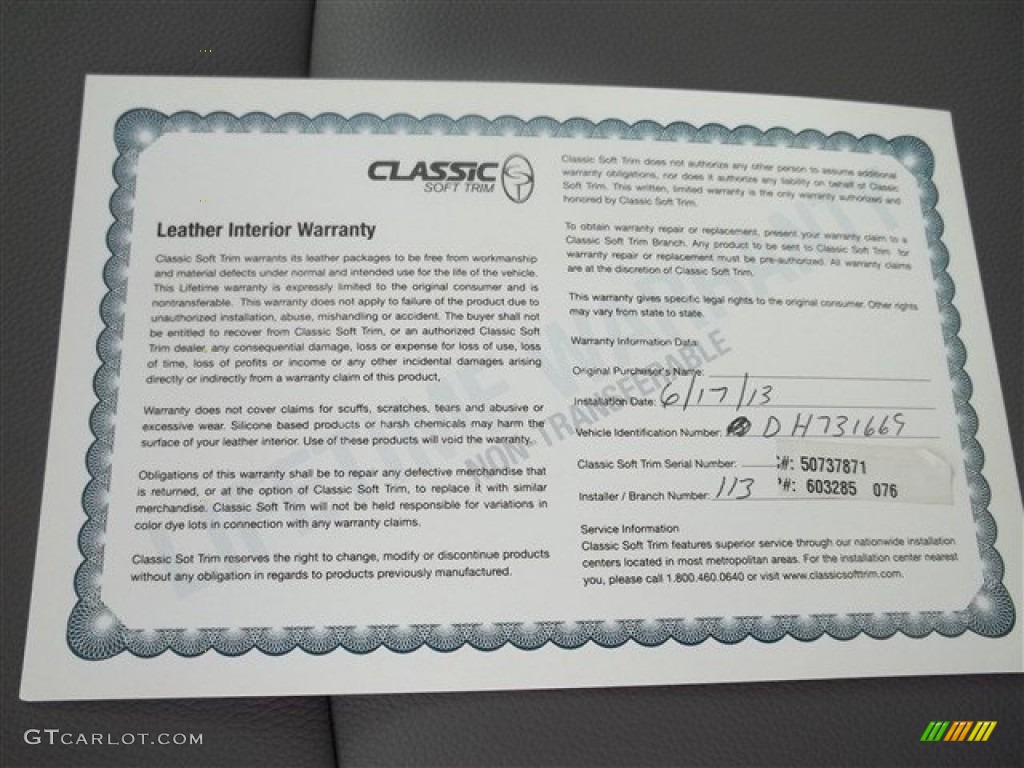 CLASSIC
SOFT TRIM
Leather Interior Warranty
Classic Soft Trim warrants its leather packages to be free from workmanship
and material defects under normal and intended use for the life of the vehicle.
This Lifetime warranty is expressly limited to the original consumer and is
nontransferable. This warranty does not apply to failure of the product due to
unauthorized installation, abuse, mishandling or accident. The buyer shall not
be entitled to recover from Classic Soft Trim, or an authorized Classic Soft
Trim dealer, any consequential damage, loss or expense for loss of use, loss
of time, loss of profits or income or any other incidental damages arising
directly or indirectly from a warranty claim of this product.
Warranty does not cover claims for scuffs, scratches, tears and abusive or
excessive wear. Silicone based products or harsh chemicals may harm the
surface of your leather interior. Use of these products will void the warranty.
Obligations of this warranty shall be to repair any defective merchandise that
is returned, or at the option of Classic Soft Trim, to replace it with similar
merchandise. Classic Soft Trim will not be held responsible for variations in
color dye lots in connection with any warranty claims.
Classic Sot Trim reserves the right to change, modify or discontinue products
without any obligation in regards to products previously manufactured.
Classic Soft Trim does not authorize any other person to assume additional
warranty obligations, nor does it authorize any liability on behalf of Classic
Soft Trim. This written, limited warranty is the only warranty authorized and
honored by Classic Soft Trim.
To obtain warranty repair or replacement, present your warranty claim to a
Classic Soft Trim Branch. Any product to be sent to Classic Soft Trim for
warranty repair or replacement must be pre-authorized. All warranty claims
are at the discretion of Classic Soft Trim.
This warranty gives specific legal rights to the original consumer. Other rights
may vary from state to state.
Warranty Information Data:
Original Purchaser's Name:
Installation Date: 6/17/13
Vehicle Identification Number: DH731669
Classic Soft Trim Serial Number: S#: 50737871
P#: 603285 076
Installer / Branch Number: 113
Service Information
Classic Soft Trim features superior service through our nationwide installation
centers located in most metropolitan areas. For the installation center nearest
you, please call 1.800.460.0640 or visit www.classicsofttrim.com.
LIFETIME WARRANTY
NON-TRANSFERABLE
GTCARLOT.COM